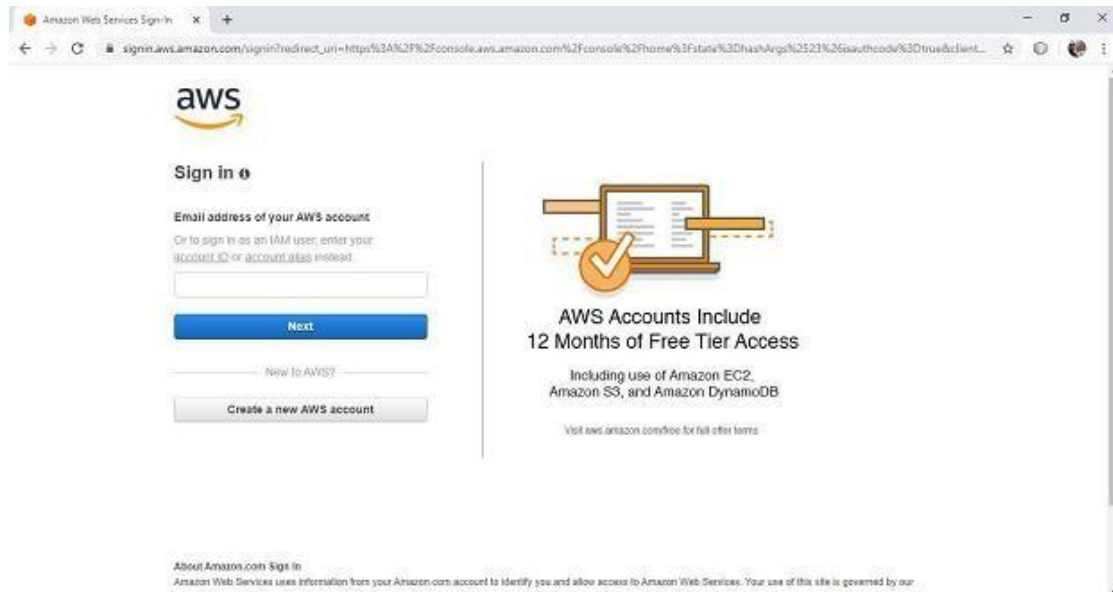 Amazon Web Services Sign-In
signin.aws.amazon.com/signin?redirect_uri=https%3A%2F%2Fconsole.aws.amazon.com%2Fconsole%2Fhome%3Fstate%3DhashArgs%2523%26isauthcode%3Dtrue&client...
aws
Sign in
Email address of your AWS account
Or to sign in as an IAM user, enter your
account ID or account alias instead.
Next
New to AWS?
Create a new AWS account
AWS Accounts Include
12 Months of Free Tier Access
Including use of Amazon EC2,
Amazon S3, and Amazon DynamoDB
Visit aws.amazon.com/free for full offer terms
About Amazon.com Sign In
Amazon Web Services uses information from your Amazon.com account to identify you and allow access to Amazon Web Services. Your use of this site is governed by our